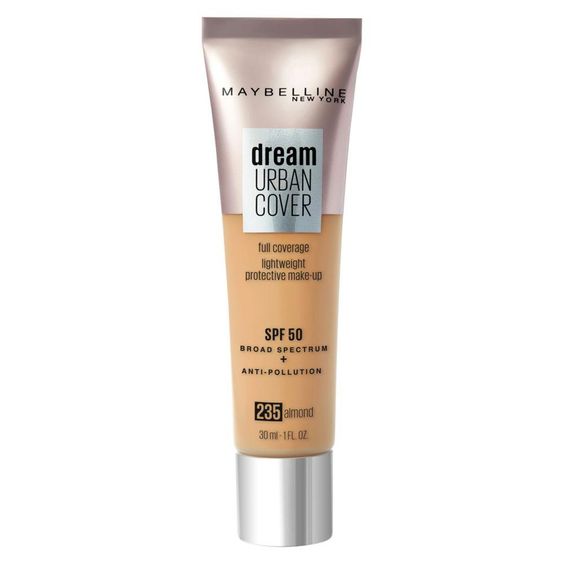 MAYBELLINE
NEW YORK
dream
URBAN
COVER
full coverage
lightweight
protective make-up
SPF 50
BROAD SPECTRUM
+
ANTI-POLLUTION
235 almond
30 ml - 1 FL. OZ.